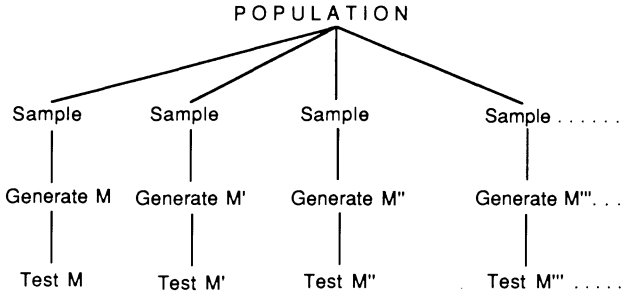 POPULATION
Sample Sample Sample Sample ......
Generate M Generate M' Generate M" Generate M"'...
Test M Test M' Test M" Test M"' .....